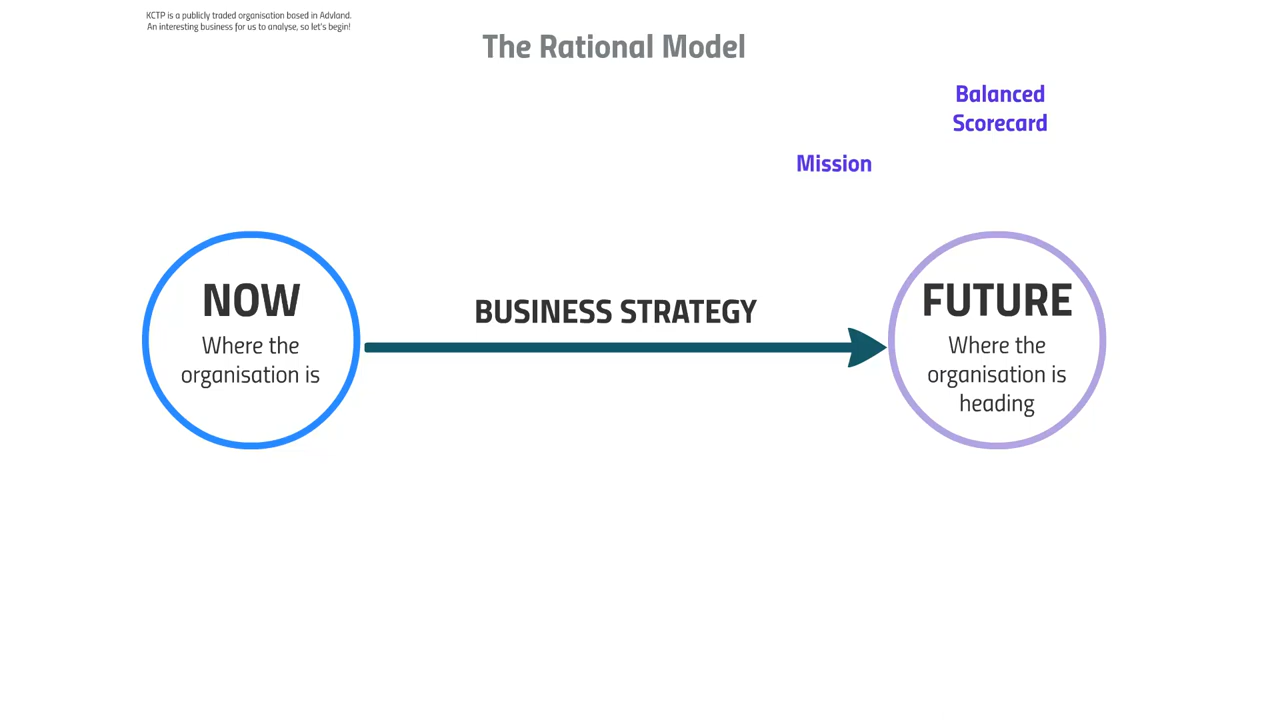 KCTP is a publicly traded organisation based in Advland.
An interesting business for us to analyse, so let's begin!
The Rational Model
Balanced
Scorecard
Mission
NOW
Where the
organisation is
BUSINESS STRATEGY
FUTURE
Where the
organisation is
heading